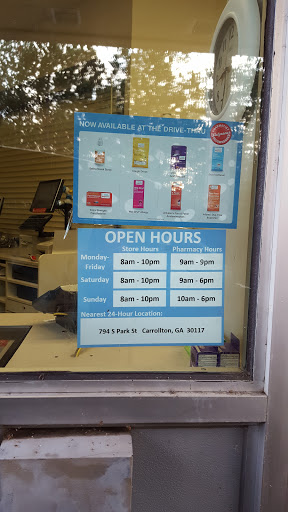 NOW AVAILABLE AT THE DRIVE-THRU
OPEN HOURS
Store Hours Pharmacy Hours
Monday-Friday 8am - 10pm 9am - 9pm
Saturday 8am - 10pm 9am - 6pm
Sunday 8am - 10pm 10am - 6pm
Nearest 24-Hour Location:
794 S Park St Carrollton, GA 30117